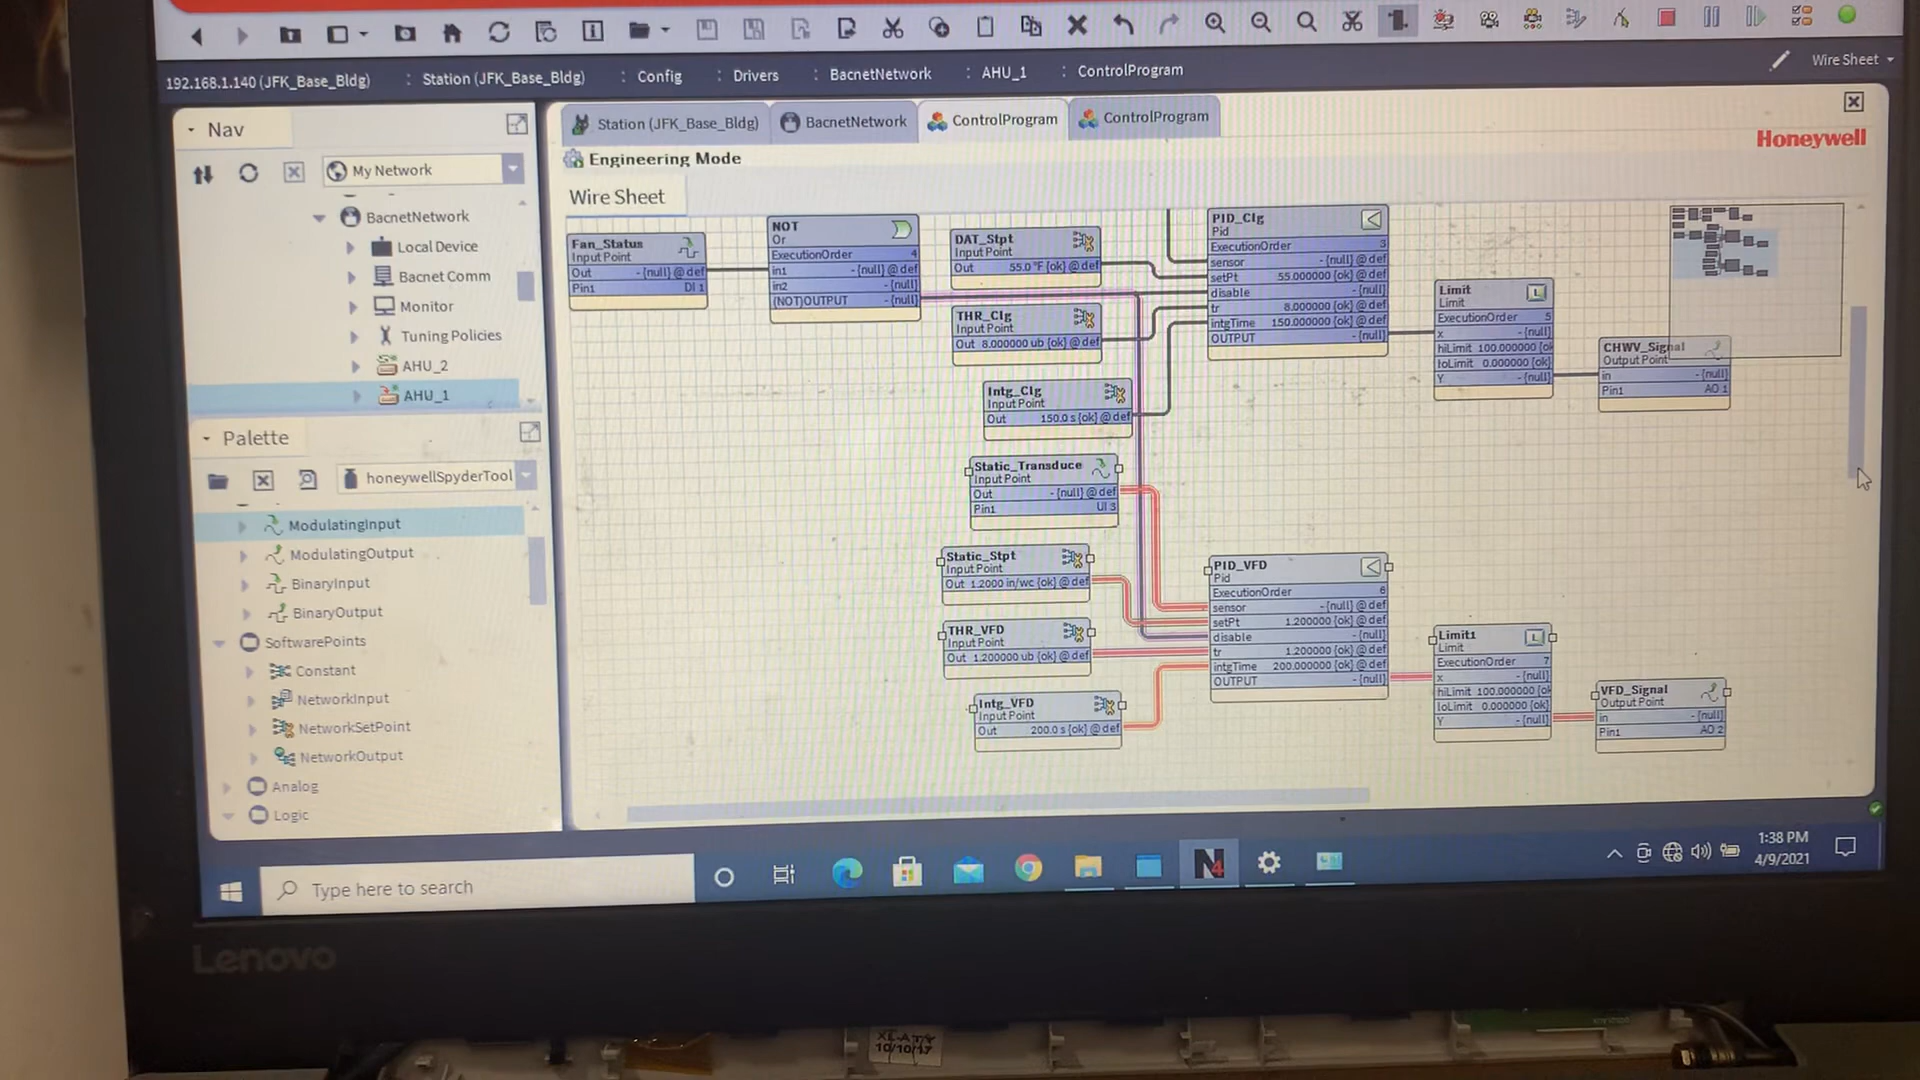 192.168.1.140 (JFK_Base_Bldg) : Station (JFK_Base_Bldg) : Config : Drivers : BacnetNetwork : AHU_1 : ControlProgram
Wire Sheet
Nav
My Network
BacnetNetwork
Local Device
Bacnet Comm
Monitor
Tuning Policies
AHU_2
AHU_1
Palette
honeywellSpyderTool
ModulatingInput
ModulatingOutput
BinaryInput
BinaryOutput
SoftwarePoints
Constant
NetworkInput
NetworkSetPoint
NetworkOutput
Analog
Logic
Station (JFK_Base_Bldg)
BacnetNetwork
ControlProgram
ControlProgram
Honeywell
Engineering Mode
Wire Sheet
Fan_Status
Input Point
Out - {null} @ def
Pin1 DI 1
NOT
Or
ExecutionOrder 4
in1 - {null} @ def
in2 - {null}
(NOT)OUTPUT - {null}
DAT_Stpt
Input Point
Out 55.0 °F {ok} @ def
THR_Clg
Input Point
Out 8.000000 ub {ok} @ def
Intg_Clg
Input Point
Out 150.0 s {ok} @ def
Static_Transduce
Input Point
Out - {null} @ def
Pin1 UI 3
Static_Stpt
Input Point
Out 1.2000 in/wc {ok} @ def
THR_VFD
Input Point
Out 1.200000 ub {ok} @ def
Intg_VFD
Input Point
Out 200.0 s {ok} @ def
PID_Clg
Pid
ExecutionOrder 3
sensor - {null} @ def
setPt 55.000000 {ok}
disable - {null}
tr 8.000000 {ok}
intgTime 150.000000 {ok}
OUTPUT - {null}
Limit
Limit
ExecutionOrder 5
x - {null}
hiLimit 100.000000 {ok
loLimit 0.000000 {ok
Y - {null}
CHWV_Signal
Output Point
in - {null}
Pin1 AO 1
PID_VFD
Pid
ExecutionOrder 6
sensor - {null} @ def
setPt 1.200000 {ok}
disable - {null}
tr 1.200000 {ok}
intgTime 200.000000 {ok}
OUTPUT - {null}
Limit1
Limit
ExecutionOrder 7
x - {null}
hiLimit 100.000000 {ok
loLimit 0.000000 {ok
Y - {null}
VFD_Signal
Output Point
in - {null}
Pin1 AO 2
Type here to search
N4
1:38 PM
4/9/2021
Lenovo
XL-ATY
10/10/17